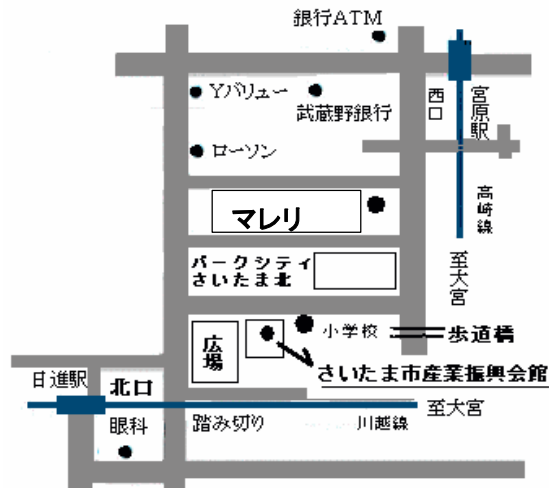 銀行ATM
Yバリュー
武蔵野銀行
西口
宮原駅
ローソン
高崎線
マレリ
至大宮
パークシティ
さいたま北
広場
小学校
歩道橋
さいたま市産業振興会館
日進駅
北口
至大宮
眼科
踏み切り
川越線